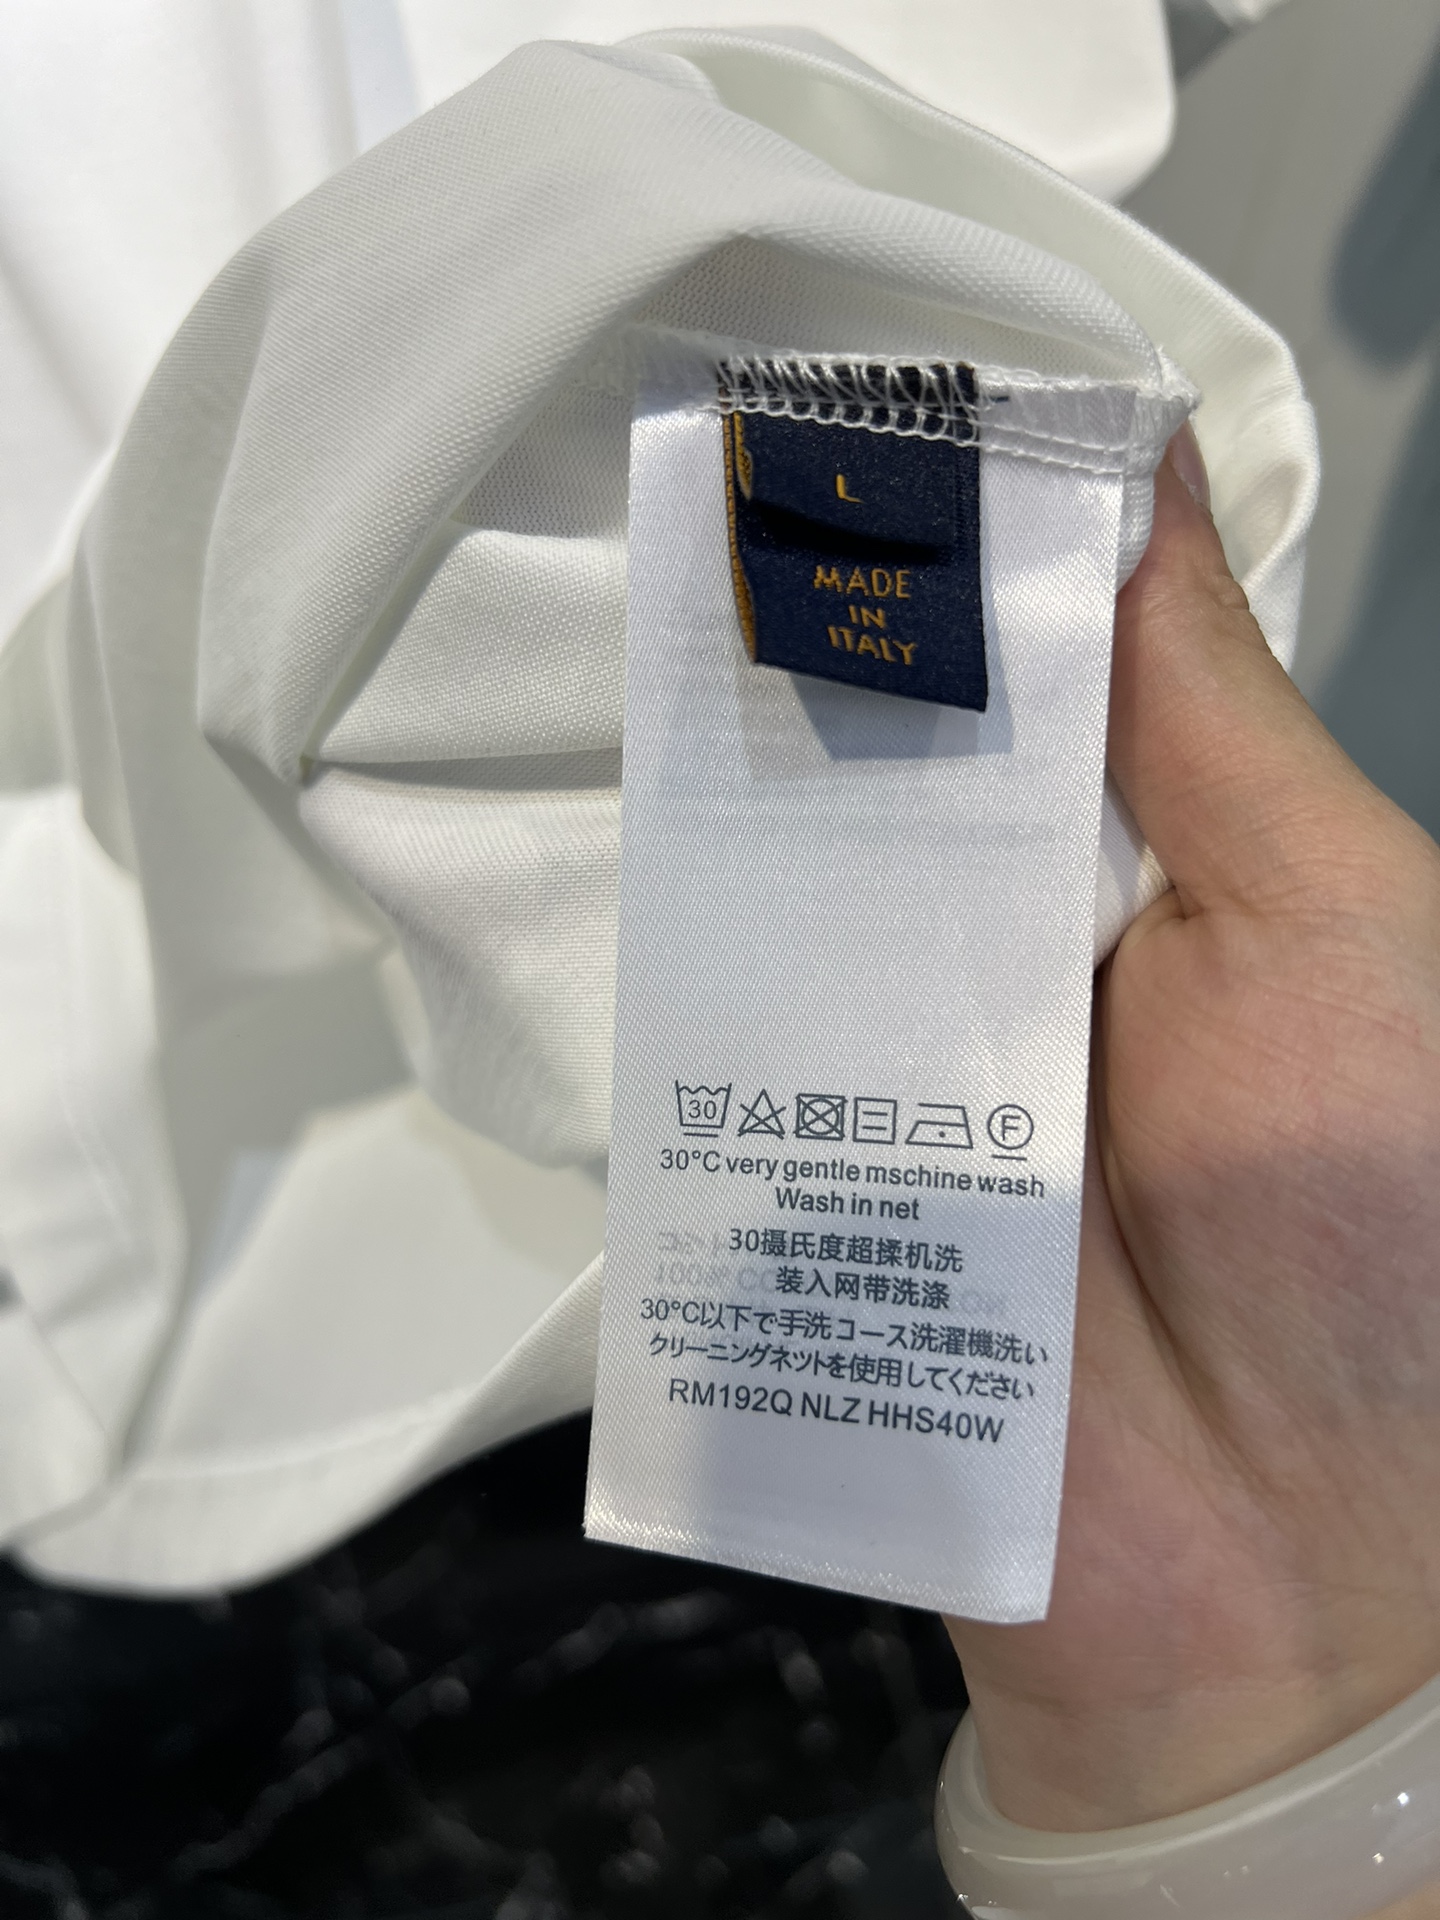 L
MADE
IN
ITALY
30
F
30°C very gentle mschine wash
Wash in net
30摄氏度超揉机洗
装入网带洗涤
30°C以下で手洗コース洗濯機洗い
クリーニングネットを使用してください
RM192Q NLZ HHS40W